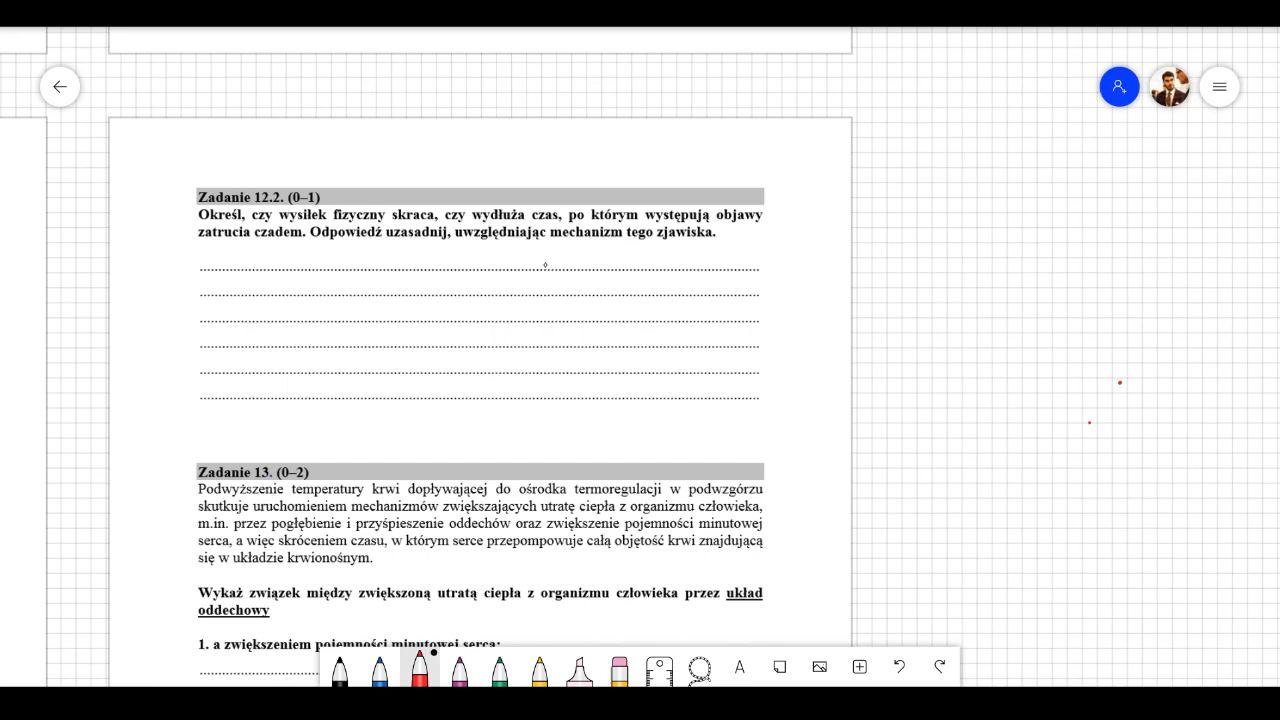 Zadanie 12.2. (0–1)
Określ, czy wysiłek fizyczny skraca, czy wydłuża czas, po którym występują objawy
zatrucia czadem. Odpowiedź uzasadnij, uwzględniając mechanizm tego zjawiska.
Zadanie 13. (0–2)
Podwyższenie temperatury krwi dopływającej do ośrodka termoregulacji w podwzgórzu
skutkuje uruchomieniem mechanizmów zwiększających utratę ciepła z organizmu człowieka,
m.in. przez pogłębienie i przyśpieszenie oddechów oraz zwiększenie pojemności minutowej
serca, a więc skróceniem czasu, w którym serce przepompowuje całą objętość krwi znajdującą
się w układzie krwionośnym.
Wykaż związek między zwiększoną utratą ciepła z organizmu człowieka przez układ
oddechowy
1. a zwiększeniem pojemności minutowej serca:
A